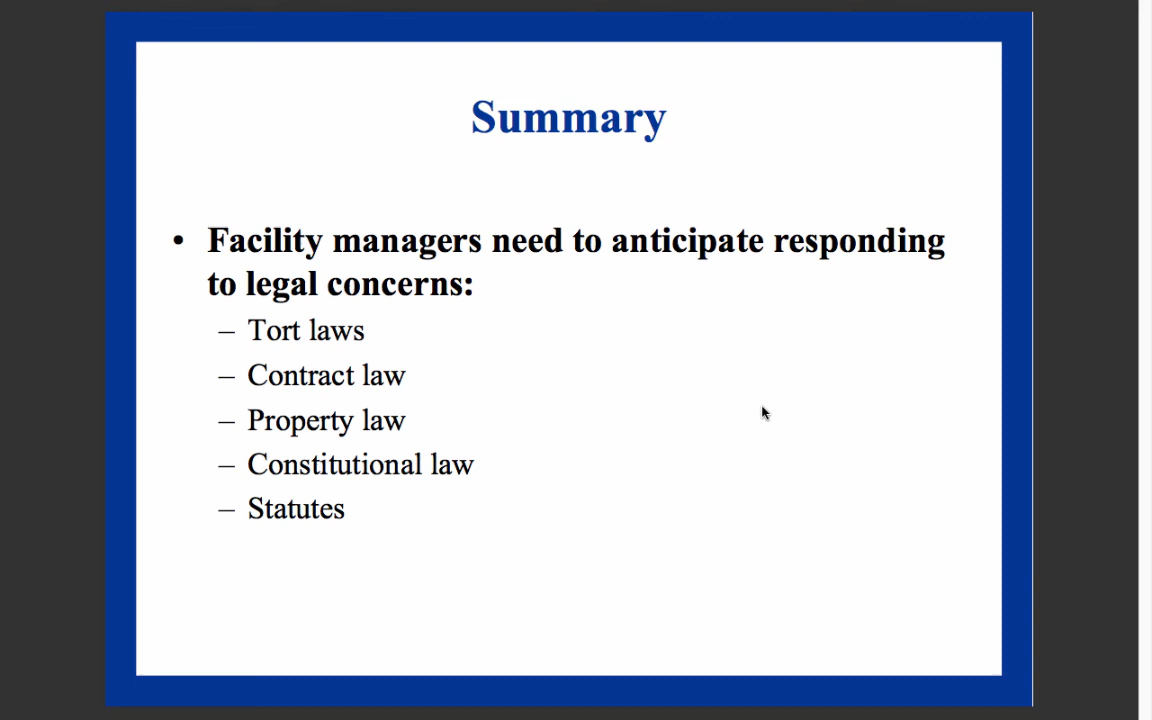 Summary
• Facility managers need to anticipate responding
to legal concerns:
– Tort laws
– Contract law
– Property law
– Constitutional law
– Statutes